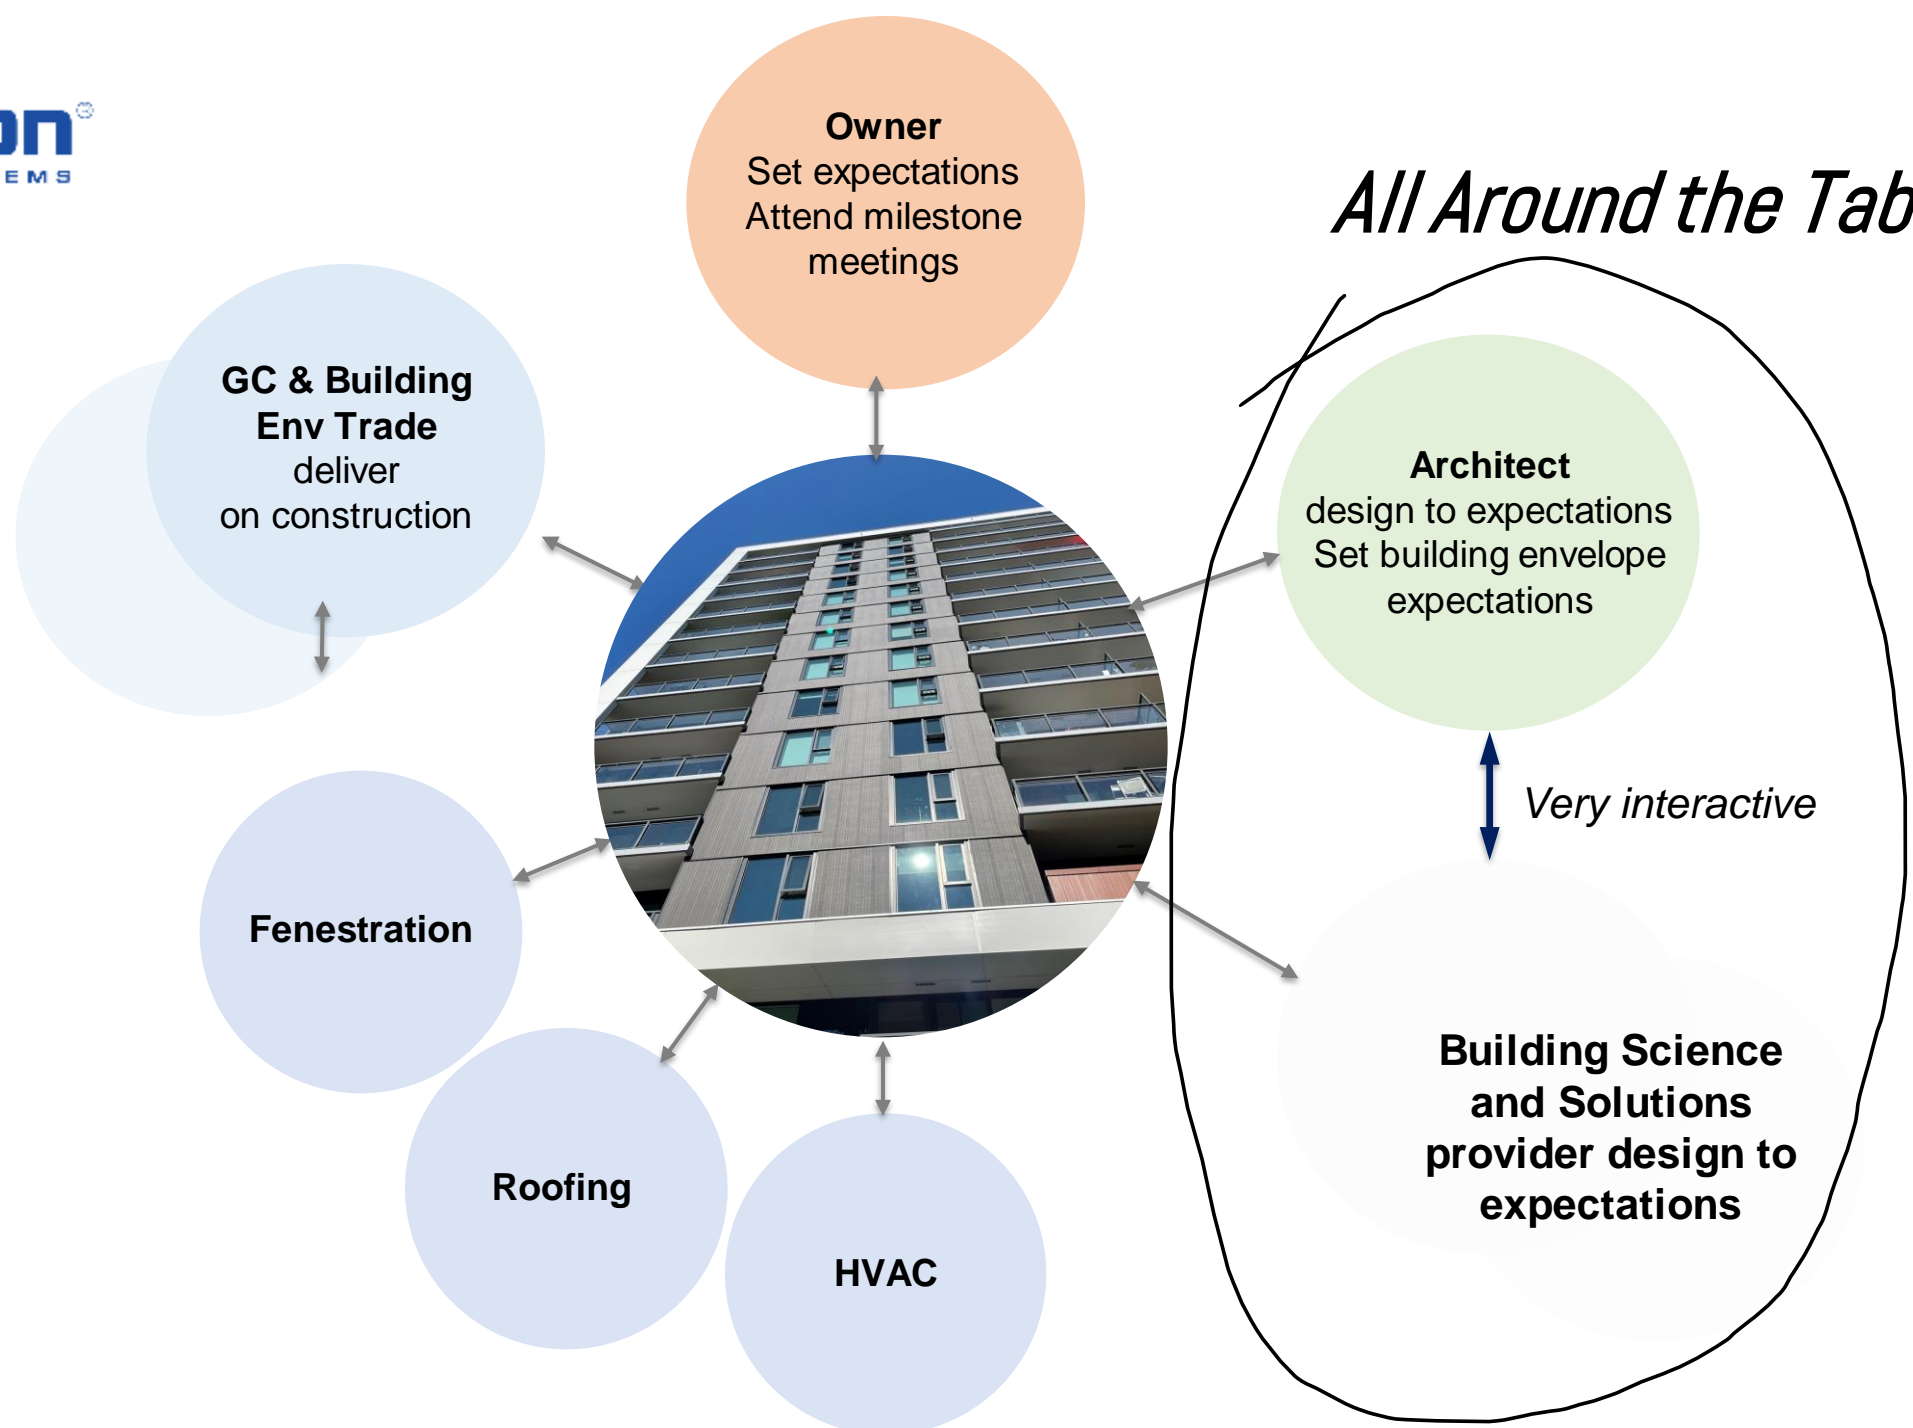 on®
EMS
All Around the Tab
Owner
Set expectations
Attend milestone
meetings
GC & Building
Env Trade
deliver
on construction
Architect
design to expectations
Set building envelope
expectations
Very interactive
Fenestration
Building Science
and Solutions
provider design to
expectations
Roofing
HVAC